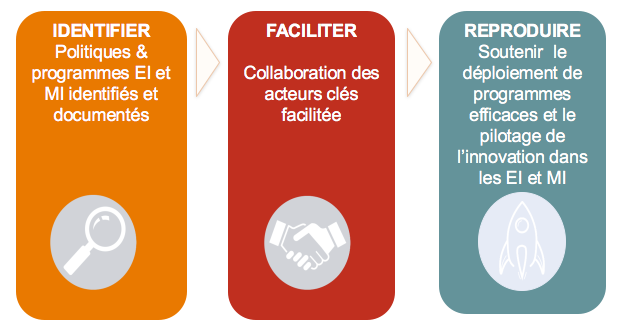 IDENTIFIER
Politiques &
programmes EI et
MI identifiés et
documentés
FACILITER
Collaboration des
acteurs clés
facilitée
REPRODUIRE
Soutenir le
déploiement de
programmes
efficaces et le
pilotage de
l’innovation dans
les EI et MI